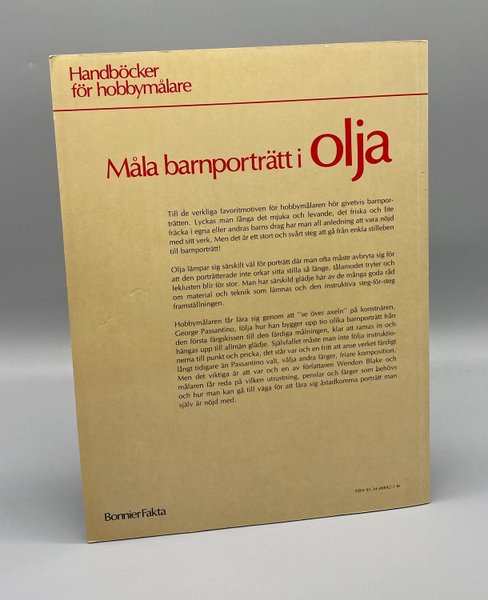 Handböcker
för hobbymålare
Måla barnporträtt i olja
Till de verkliga favoritmotiven för hobbymålaren hör givetvis barnpor-
trätten. Lyckas man fånga det mjuka och levande, det friska och lite
fräcka i egna eller andras barns drag har man all anledning att vara nöjd
med sitt verk. Men det är ett stort och svårt steg att gå från enkla stilleben
till barnporträtt!
Olja lämpar sig särskilt väl för porträtt där man ofta måste avbryta sig för
att den porträtterade inte orkar sitta stilla så länge, tålamodet tryter och
leklusten blir för stor. Man har särskild glädje här av de många goda råd
om material och teknik som lämnas och den instruktiva steg-för-steg
framställningen.
Hobbymålaren får lära sig genom att "se över axeln" på konstnären,
George Passantino, följa hur han bygger upp tio olika barnporträtt från
den första färgskissen till den färdiga målningen, klar att ramas in och
hängas upp till allmän glädje. Självfallet måste man inte följa instruktio-
nerna till punkt och pricka, det står var och en fritt att anse verket färdigt
långt tidigare än Passantino valt, välja andra färger, friare komposition.
Men det viktiga är att var och en av författaren Wendon Blake och
målaren får reda på vilken utrustning, penslar och färger som behövs
och hur man kan gå till väga för att lära sig åstadkomma porträtt man
själv är nöjd med.
ISBN
BonnierFakta